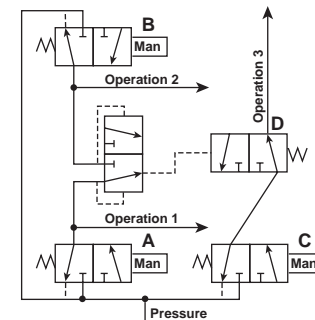 B
Man
Operation 3
Operation 2
D
Operation 1
A
C
Man
Man
Pressure